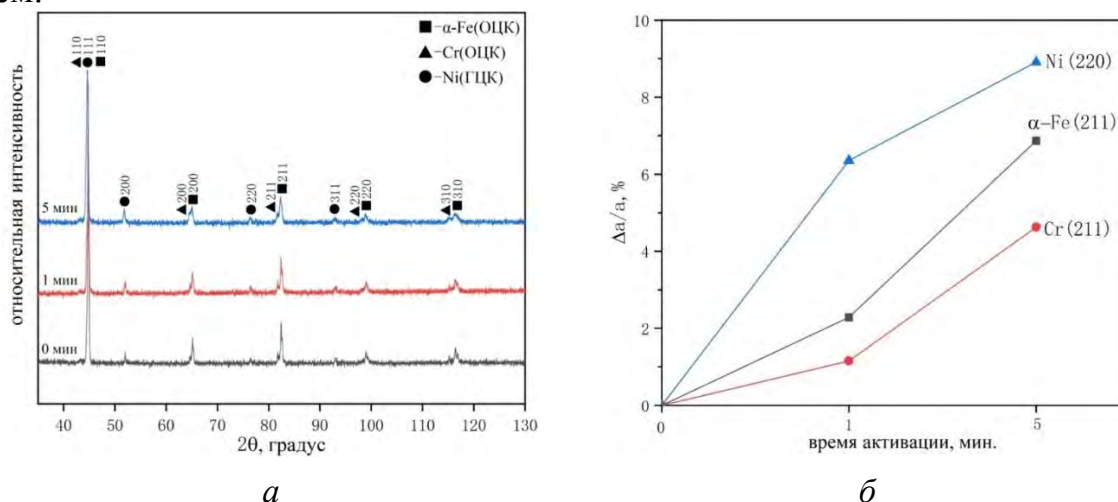 ем.
110
111
110
■-α-Fe(ОЦК)
▲-Cr(ОЦК)
●-Ni(ГЦК)
относительная интенсивность
5 мин
1 мин
0 мин
200
200
200
220
211
211
311
220
220
310
310
40 50 60 70 80 90 100 110 120 130
2θ, градус
а
10
8
6
4
2
0
Δa/a, %
Ni(220)
α-Fe(211)
Cr(211)
0 1 5
время активации, мин.
б